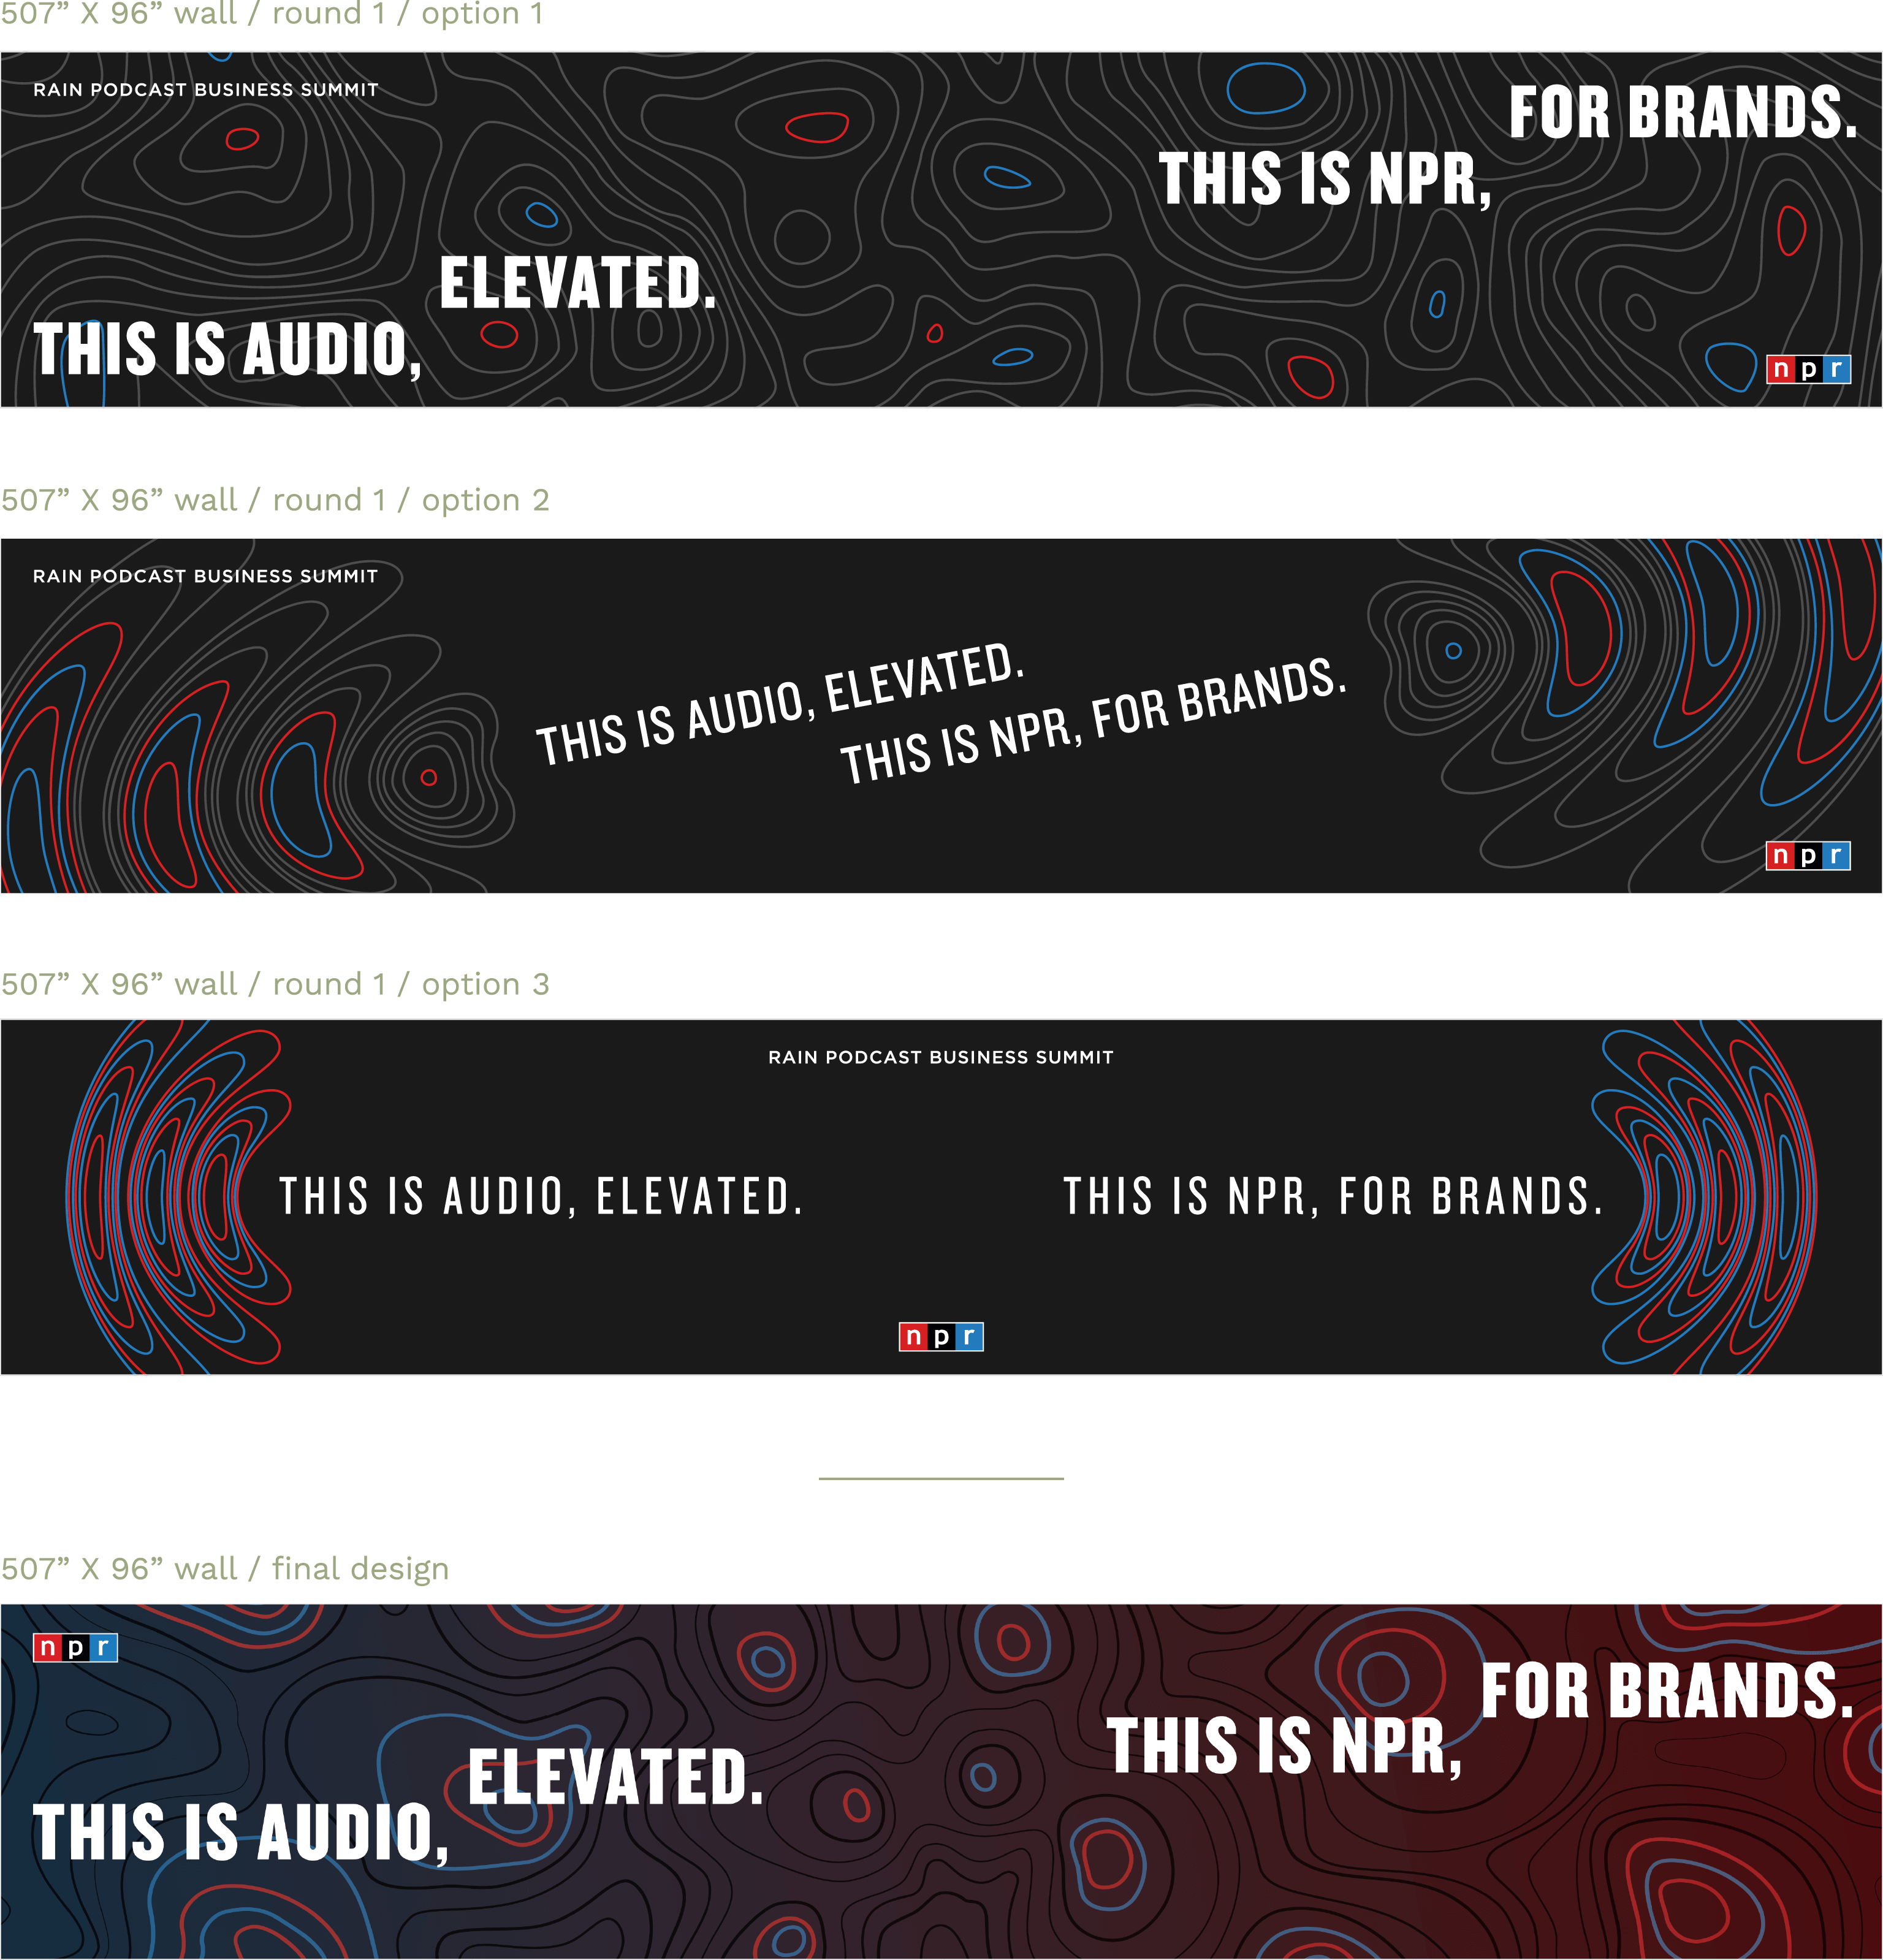 507” X 96” wall / round 1 / option 1
RAIN PODCAST BUSINESS SUMMIT
THIS IS AUDIO,
ELEVATED.
THIS IS NPR,
FOR BRANDS.
npr
507” X 96” wall / round 1 / option 2
RAIN PODCAST BUSINESS SUMMIT
THIS IS AUDIO, ELEVATED.
THIS IS NPR, FOR BRANDS.
npr
507” X 96” wall / round 1 / option 3
RAIN PODCAST BUSINESS SUMMIT
THIS IS AUDIO, ELEVATED.
THIS IS NPR, FOR BRANDS.
npr
507” X 96” wall / final design
npr
THIS IS AUDIO,
ELEVATED.
THIS IS NPR,
FOR BRANDS.